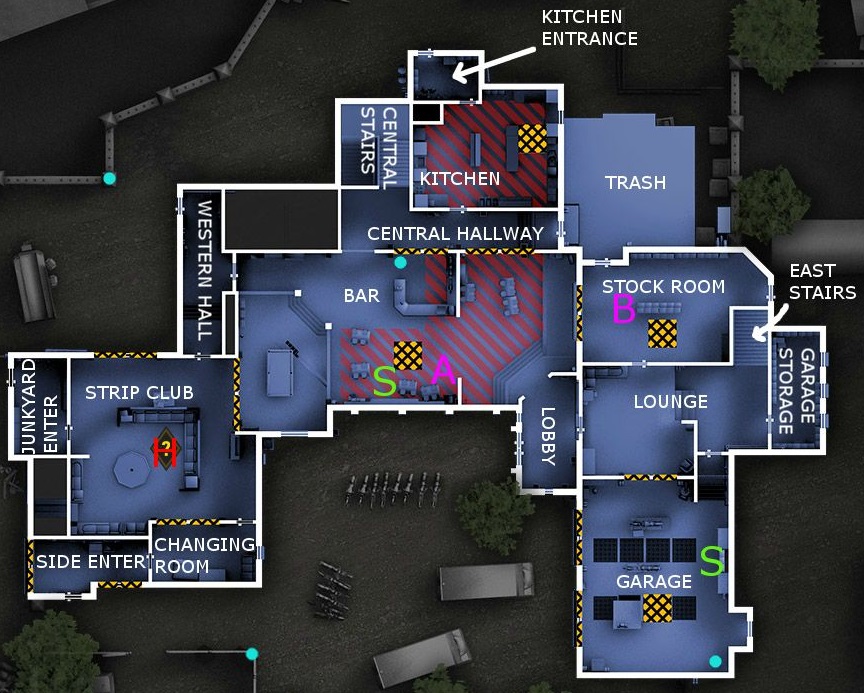 KITCHEN
ENTRANCE
CENTRAL
STAIRS
KITCHEN
TRASH
WESTERN HALL
CENTRAL HALLWAY
BAR
STOCK ROOM
B
EAST
STAIRS
S
A
STRIP CLUB
JUNKYARD
ENTER
GARAGE
STORAGE
LOUNGE
LOBBY
?
H
SIDE ENTER
CHANGING
ROOM
S
GARAGE